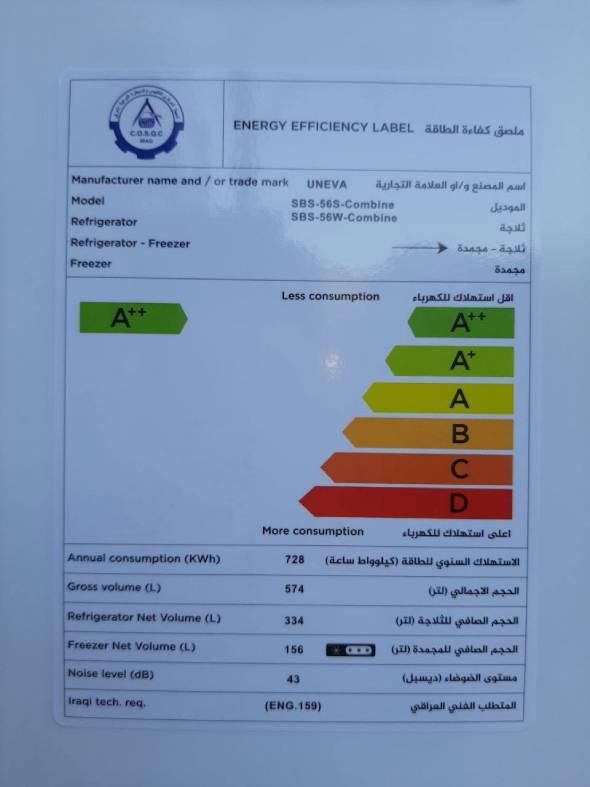 C.O.S.Q.C
IRAQ
ENERGY EFFICIENCY LABEL ملصق كفاءة الطاقة
Manufacturer name and / or trade mark UNEVA اسم المصنع و/او العلامة التجارية
Model SBS-56S-Combine الموديل
SBS-56W-Combine
Refrigerator ثلاجة
Refrigerator - Freezer ثلاجة - مجمدة
Freezer مجمدة
Less consumption اقل استهلاك للكهرباء
A++ A++
A+
A
B
C
D
More consumption اعلى استهلاك للكهرباء
Annual consumption (KWh) 728 الاستهلاك السنوي للطاقة (كيلوواط ساعة)
Gross volume (L) 574 الحجم الاجمالي (لتر)
Refrigerator Net Volume (L) 334 الحجم الصافي للثلاجة (لتر)
Freezer Net Volume (L) 156 الحجم الصافي للمجمدة (لتر)
Noise level (dB) 43 مستوى الضوضاء (ديسبل)
Iraqi tech. req. (ENG.159) المتطلب الفني العراقي